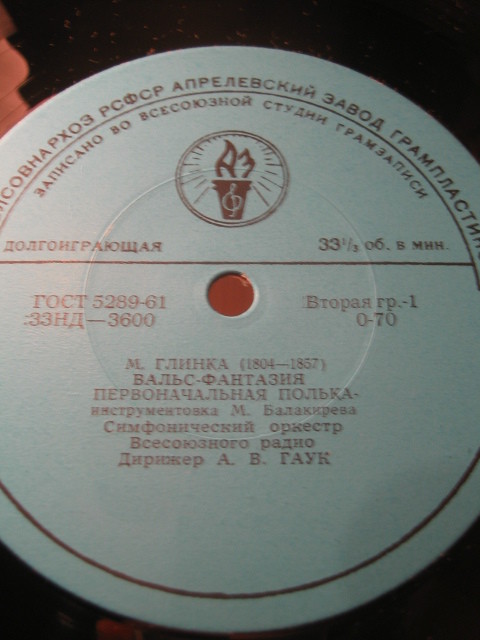 РСФСР АПРЕЛЕВСКИЙ ЗАВОД
ЗАПИСАНО ВО ВСЕСОЮЗНОЙ СТУДИИ ГРАМЗАПИСИ
АЗ
ДОЛГОИГРАЮЩАЯ 33⅓ об. в мин.
ГОСТ 5289-61 Вторая гр.-1
33НД—3600 0-70
М. ГЛИНКА (1804—1857)
ВАЛЬС-ФАНТАЗИЯ
ПЕРВОНАЧАЛЬНАЯ ПОЛЬКА-
инструментовка М. Балакирева
Симфонический оркестр
Всесоюзного радио
Дирижер А. В. ГАУК